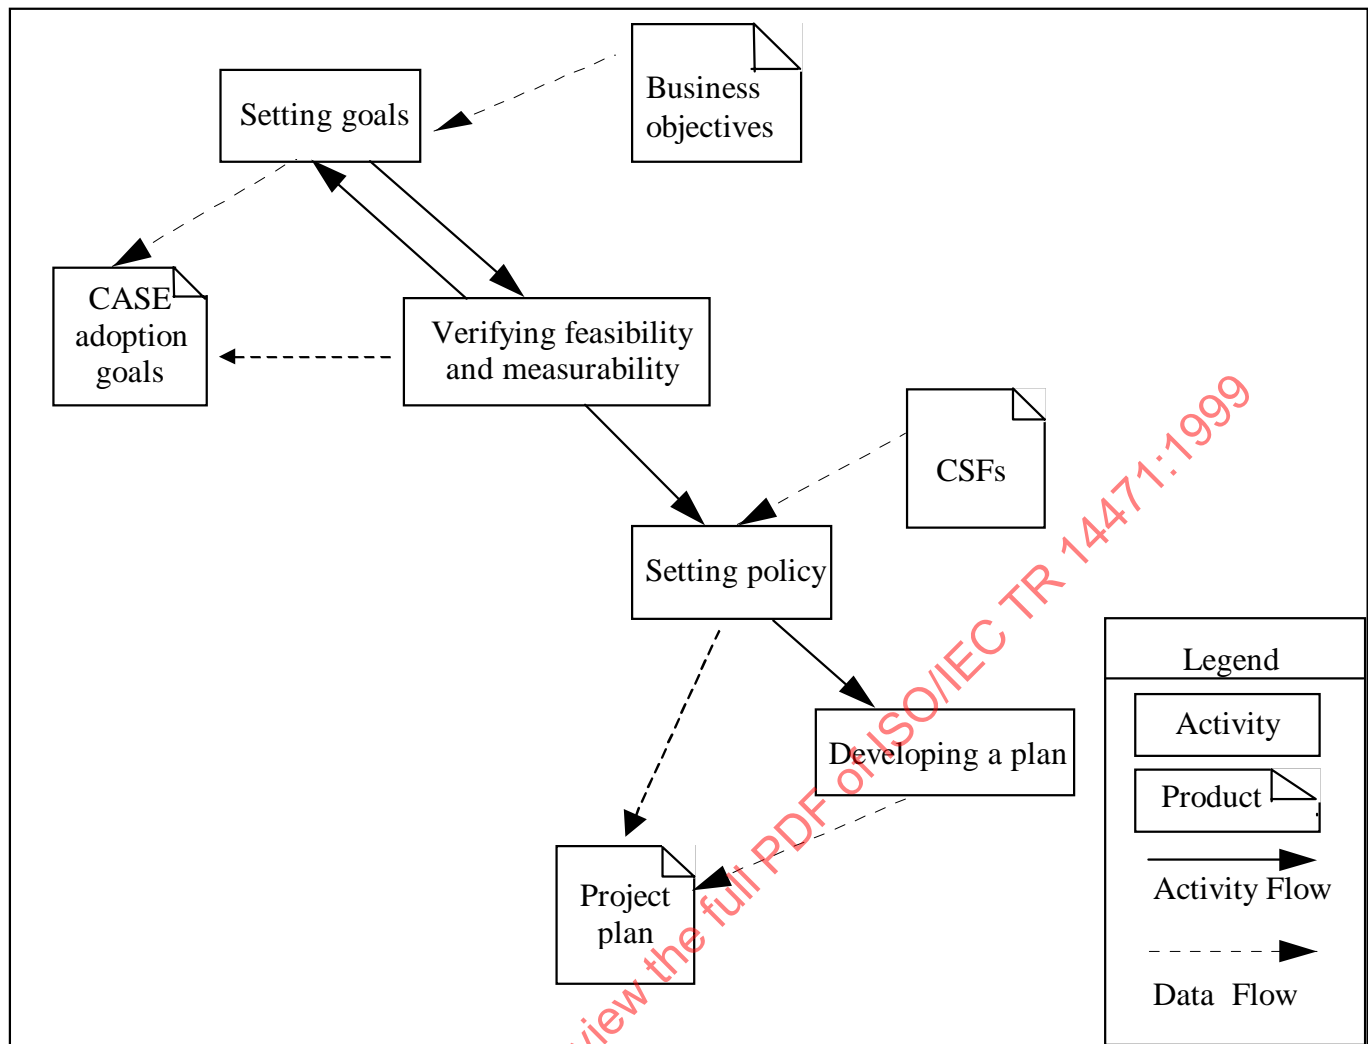 Business
objectives
Setting goals
CASE
adoption
goals
Verifying feasibility
and measurability
CSFs
Setting policy
Developing a plan
Project
plan
Legend
Activity
Product
Activity Flow
Data Flow
view the full PDF of ISO/IEC TR 14471:1999